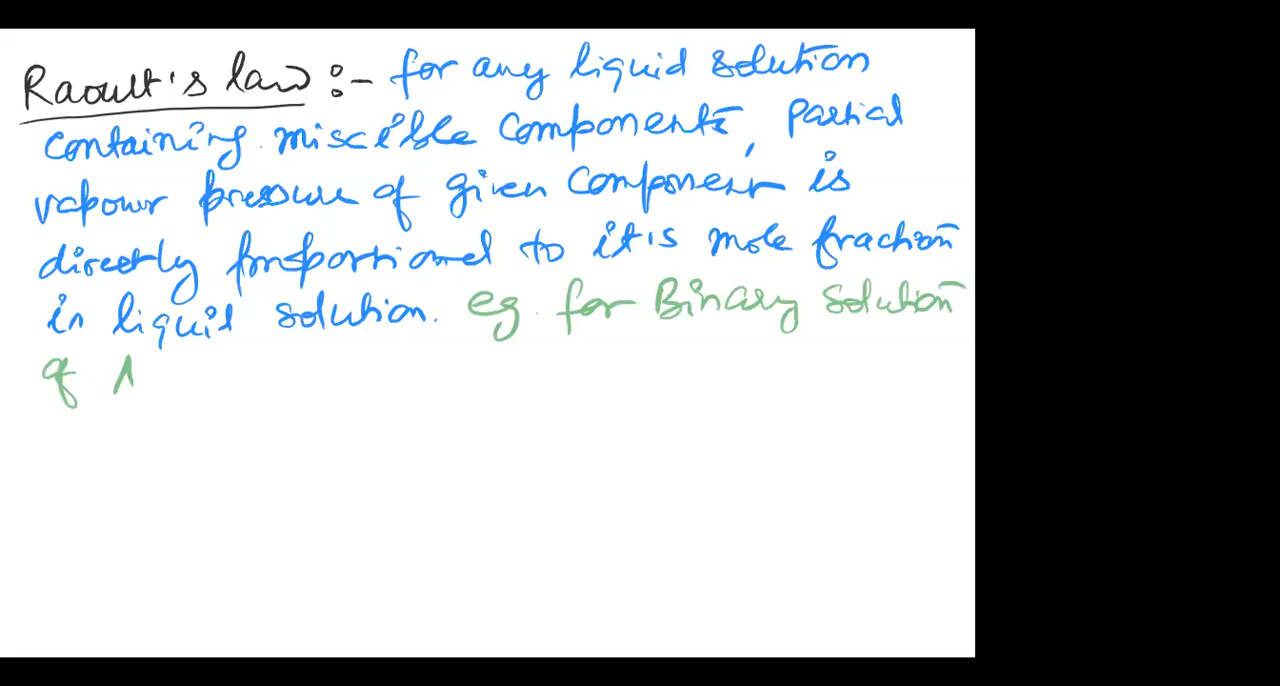 Raoult's law :- for any liquid solution
containing miscible components, partial
vapour pressure of given component is
directly proportional to it's mole fraction
in liquid solution. eg. for Binary solution
of A